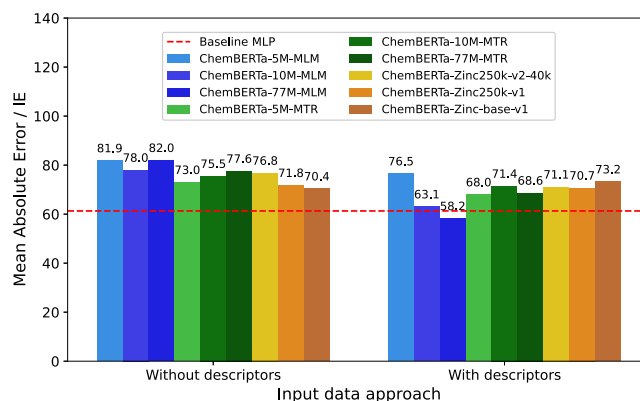 140
120
100
80
60
40
20
0
Mean Absolute Error / IE
Baseline MLP
ChemBERTa-5M-MLM
ChemBERTa-10M-MLM
ChemBERTa-77M-MLM
ChemBERTa-5M-MTR
ChemBERTa-10M-MTR
ChemBERTa-77M-MTR
ChemBERTa-Zinc250k-v2-40k
ChemBERTa-Zinc250k-v1
ChemBERTa-Zinc-base-v1
81.9
78.0
82.0
73.0
75.5
77.6
76.8
71.8
70.4
76.5
63.1
58.2
68.0
71.4
68.6
71.1
70.7
73.2
Without descriptors
With descriptors
Input data approach